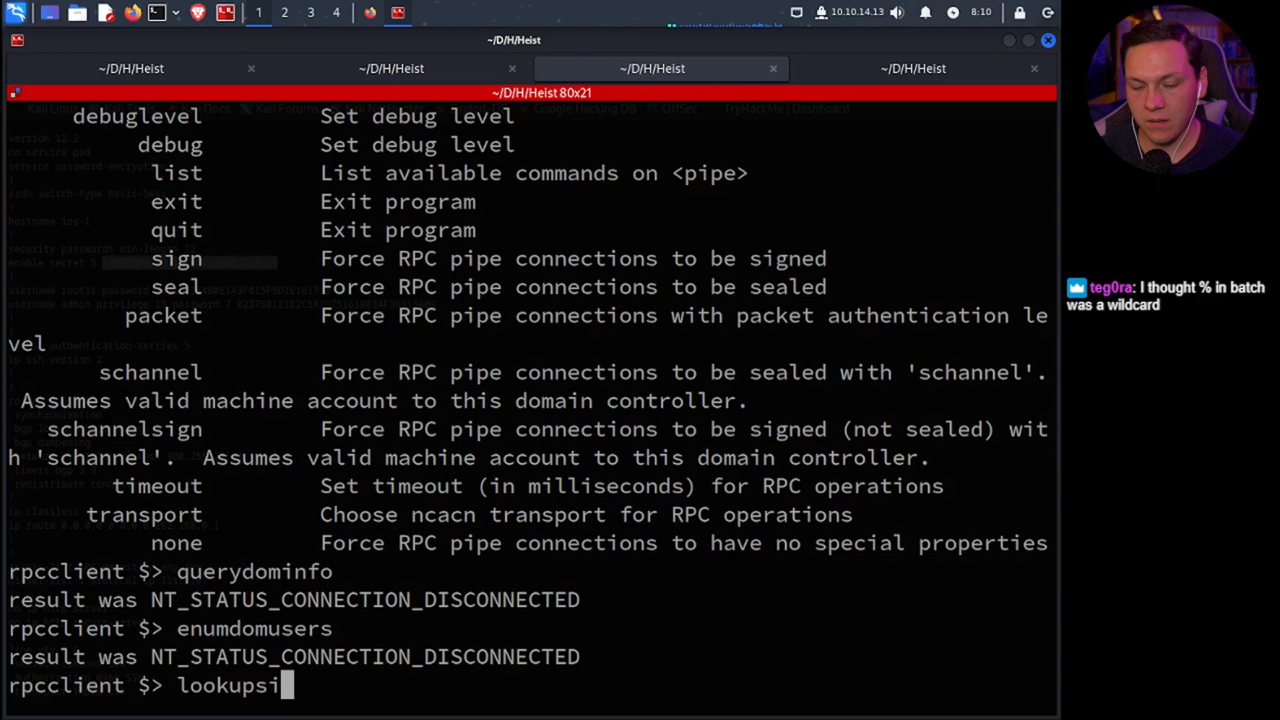 1 2 3 4
10.10.14.13
8:10
~/D/H/Heist
~/D/H/Heist
~/D/H/Heist
~/D/H/Heist
~/D/H/Heist
~/D/H/Heist 80x21
debuglevel Set debug level
debug Set debug level
list List available commands on <pipe>
exit Exit program
quit Exit program
sign Force RPC pipe connections to be signed
seal Force RPC pipe connections to be sealed
packet Force RPC pipe connections with packet authentication le
vel
schannel Force RPC pipe connections to be sealed with 'schannel'.
Assumes valid machine account to this domain controller.
schannelsign Force RPC pipe connections to be signed (not sealed) wit
h 'schannel'.  Assumes valid machine account to this domain controller.
timeout Set timeout (in milliseconds) for RPC operations
transport Choose ncacn transport for RPC operations
none Force RPC pipe connections to have no special properties
rpcclient $> querydominfo
result was NT_STATUS_CONNECTION_DISCONNECTED
rpcclient $> enumdomusers
result was NT_STATUS_CONNECTION_DISCONNECTED
rpcclient $> lookupsi
teg0ra: I thought % in batch
was a wildcard